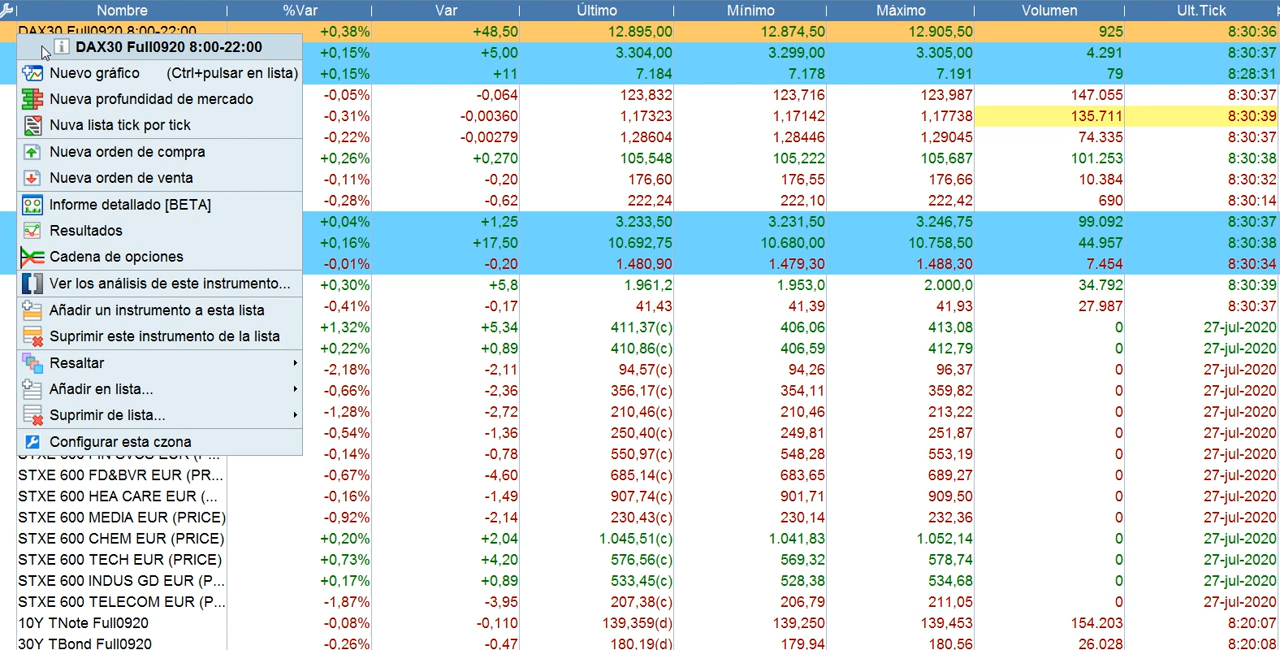 Nombre %Var Var Último Mínimo Máximo Volumen Ult.Tick
DAX30 Full0920 8:00-22:00 +0,38% +48,50 12.895,00 12.874,50 12.905,50 925 8:30:36
DAX30 Full0920 8:00-22:00 +0,15% +5,00 3.304,00 3.299,00 3.305,00 4.291 8:30:37
Nuevo gráfico (Ctrl+pulsar en lista) +0,15% +11 7.184 7.178 7.191 79 8:28:31
Nueva profundidad de mercado -0,05% -0,064 123,832 123,716 123,987 147.055 8:30:37
Nuva lista tick por tick -0,31% -0,00360 1,17323 1,17142 1,17738 135.711 8:30:39
-0,22% -0,00279 1,28604 1,28446 1,29045 74.335 8:30:37
Nueva orden de compra +0,26% +0,270 105,548 105,222 105,687 101.253 8:30:38
Nueva orden de venta -0,11% -0,20 176,60 176,55 176,66 10.384 8:30:32
Informe detallado [BETA] -0,28% -0,62 222,24 222,10 222,42 690 8:30:14
Resultados +0,04% +1,25 3.233,50 3.231,50 3.246,75 99.092 8:30:37
+0,16% +17,50 10.692,75 10.680,00 10.758,50 44.957 8:30:38
Cadena de opciones -0,01% -0,20 1.480,90 1.479,30 1.488,30 7.454 8:30:34
Ver los análisis de este instrumento... +0,30% +5,8 1.961,2 1.953,0 2.000,0 34.792 8:30:39
Añadir un instrumento a esta lista -0,41% -0,17 41,43 41,39 41,93 27.987 8:30:37
Suprimir este instrumento de la lista +1,32% +5,34 411,37(c) 406,06 413,08 0 27-jul-2020
+0,22% +0,89 410,86(c) 406,59 412,79 0 27-jul-2020
Resaltar -2,18% -2,11 94,57(c) 94,26 96,37 0 27-jul-2020
Añadir en lista... -0,66% -2,36 356,17(c) 354,11 359,82 0 27-jul-2020
Suprimir de lista... -1,28% -2,72 210,46(c) 210,46 213,22 0 27-jul-2020
Configurar esta czona -0,54% -1,36 250,40(c) 249,81 251,87 0 27-jul-2020
-0,14% -0,78 550,97(c) 548,28 553,19 0 27-jul-2020
STXE 600 FD&BVR EUR (PR... -0,67% -4,60 685,14(c) 683,65 689,27 0 27-jul-2020
STXE 600 HEA CARE EUR (... -0,16% -1,49 907,74(c) 901,71 909,50 0 27-jul-2020
STXE 600 MEDIA EUR (PRICE) -0,92% -2,14 230,43(c) 230,14 232,36 0 27-jul-2020
STXE 600 CHEM EUR (PRICE) +0,20% +2,04 1.045,51(c) 1.041,83 1.052,14 0 27-jul-2020
STXE 600 TECH EUR (PRICE) +0,73% +4,20 576,56(c) 569,32 578,74 0 27-jul-2020
STXE 600 INDUS GD EUR (P... +0,17% +0,89 533,45(c) 528,38 534,68 0 27-jul-2020
STXE 600 TELECOM EUR (P... -1,87% -3,95 207,38(c) 206,79 211,05 0 27-jul-2020
10Y TNote Full0920 -0,08% -0,110 139,359(d) 139,250 139,453 154.203 8:20:07
30Y TBond Full0920 -0,26% -0,47 180,19(d) 179,94 180,56 26.028 8:20:08